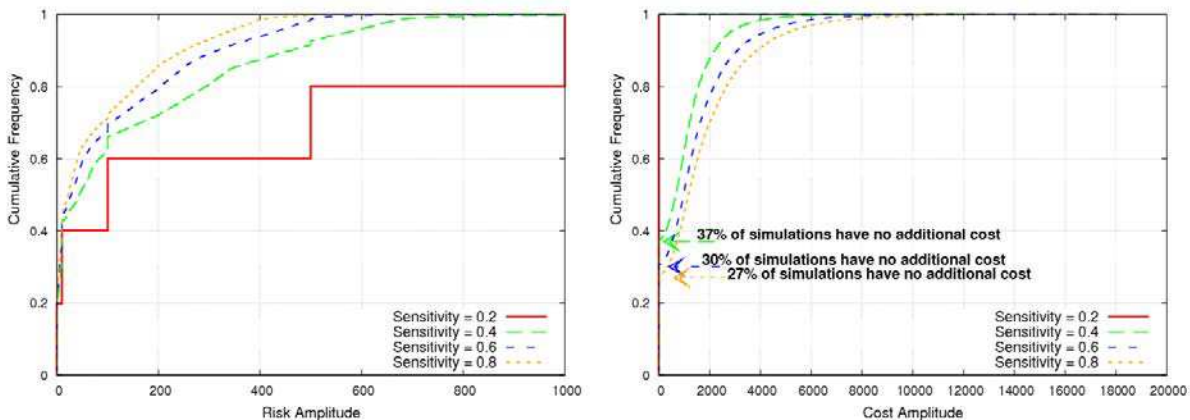 1
0.8
0.6
0.4
0.2
0
Cumulative Frequency
Sensitivity = 0.2
Sensitivity = 0.4
Sensitivity = 0.6
Sensitivity = 0.8
0 200 400 600 800 1000
Risk Amplitude
1
0.8
0.6
0.4
0.2
0
Cumulative Frequency
37% of simulations have no additional cost
30% of simulations have no additional cost
27% of simulations have no additional cost
Sensitivity = 0.2
Sensitivity = 0.4
Sensitivity = 0.6
Sensitivity = 0.8
0 2000 4000 6000 8000 10000 12000 14000 16000 18000 20000
Cost Amplitude